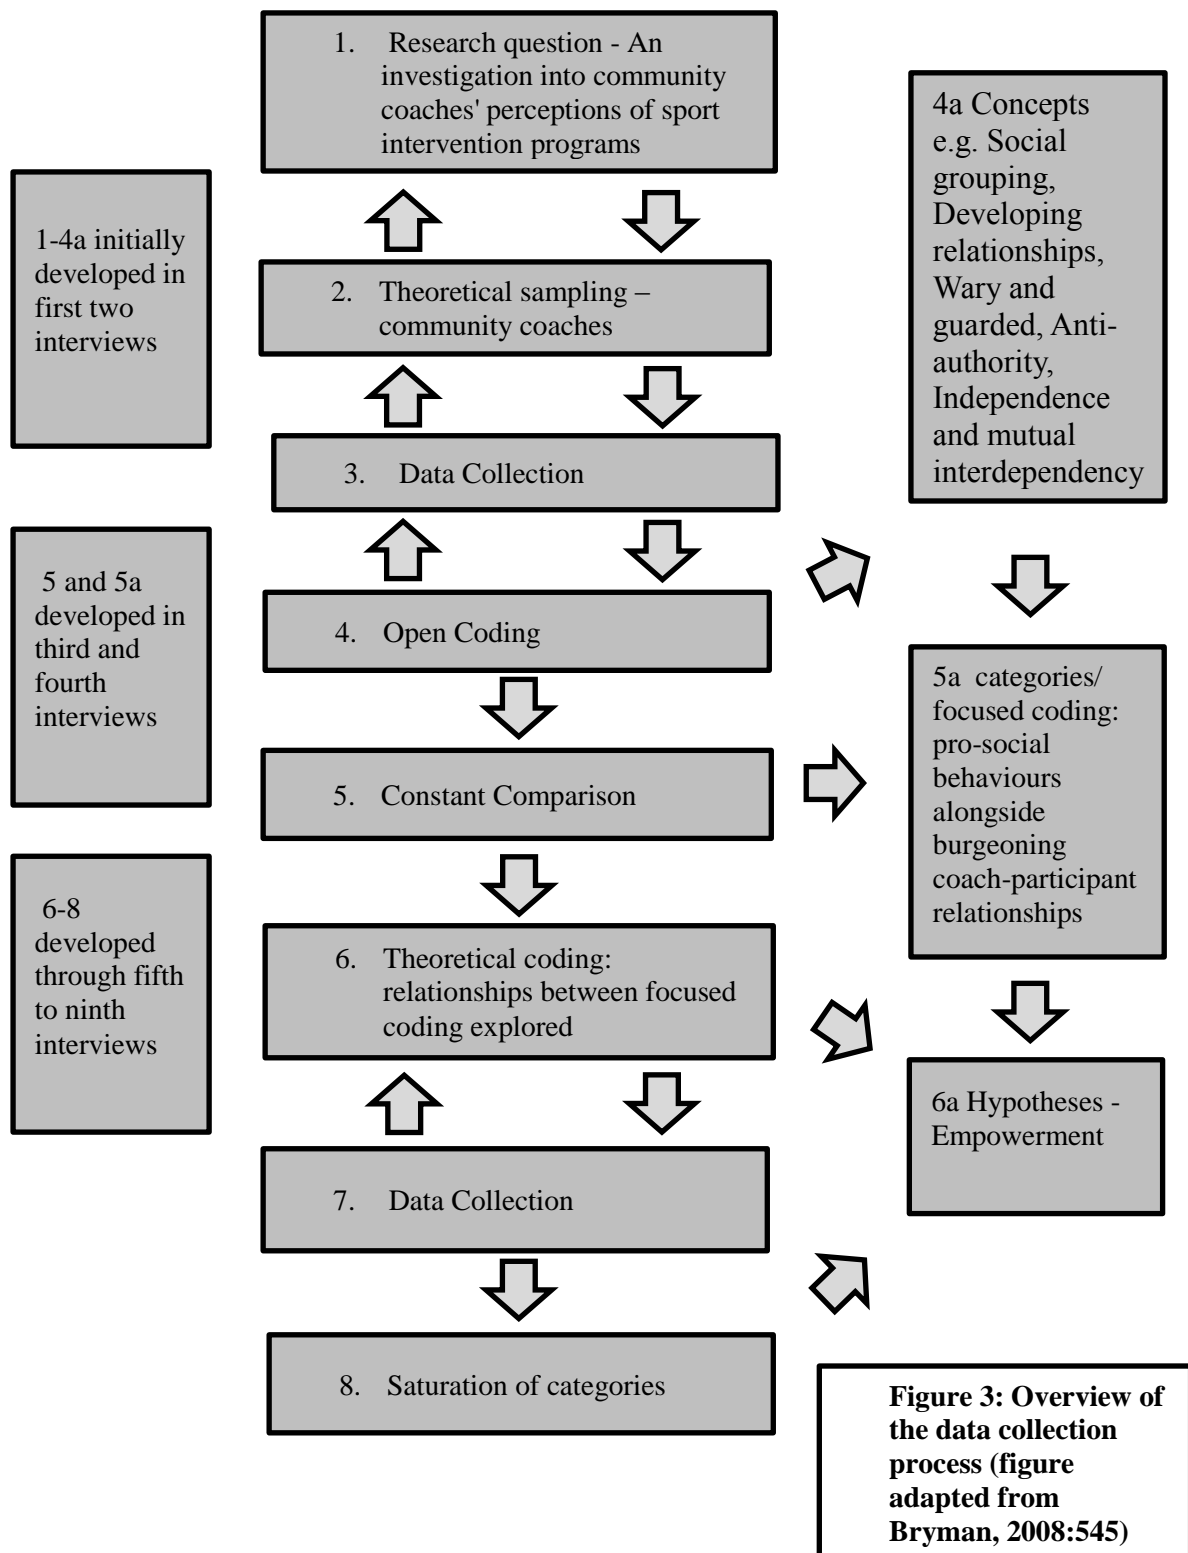 1. Research question - An
investigation into community
coaches' perceptions of sport
intervention programs
1-4a initially
developed in
first two
interviews
2. Theoretical sampling –
community coaches
3. Data Collection
4a Concepts
e.g. Social
grouping,
Developing
relationships,
Wary and
guarded, Anti-
authority,
Independence
and mutual
interdependency
5 and 5a
developed in
third and
fourth
interviews
4. Open Coding
5. Constant Comparison
5a categories/
focused coding:
pro-social
behaviours
alongside
burgeoning
coach-participant
relationships
6-8
developed
through fifth
to ninth
interviews
6. Theoretical coding:
relationships between focused
coding explored
6a Hypotheses -
Empowerment
7. Data Collection
8. Saturation of categories
Figure 3: Overview of
the data collection
process (figure
adapted from
Bryman, 2008:545)